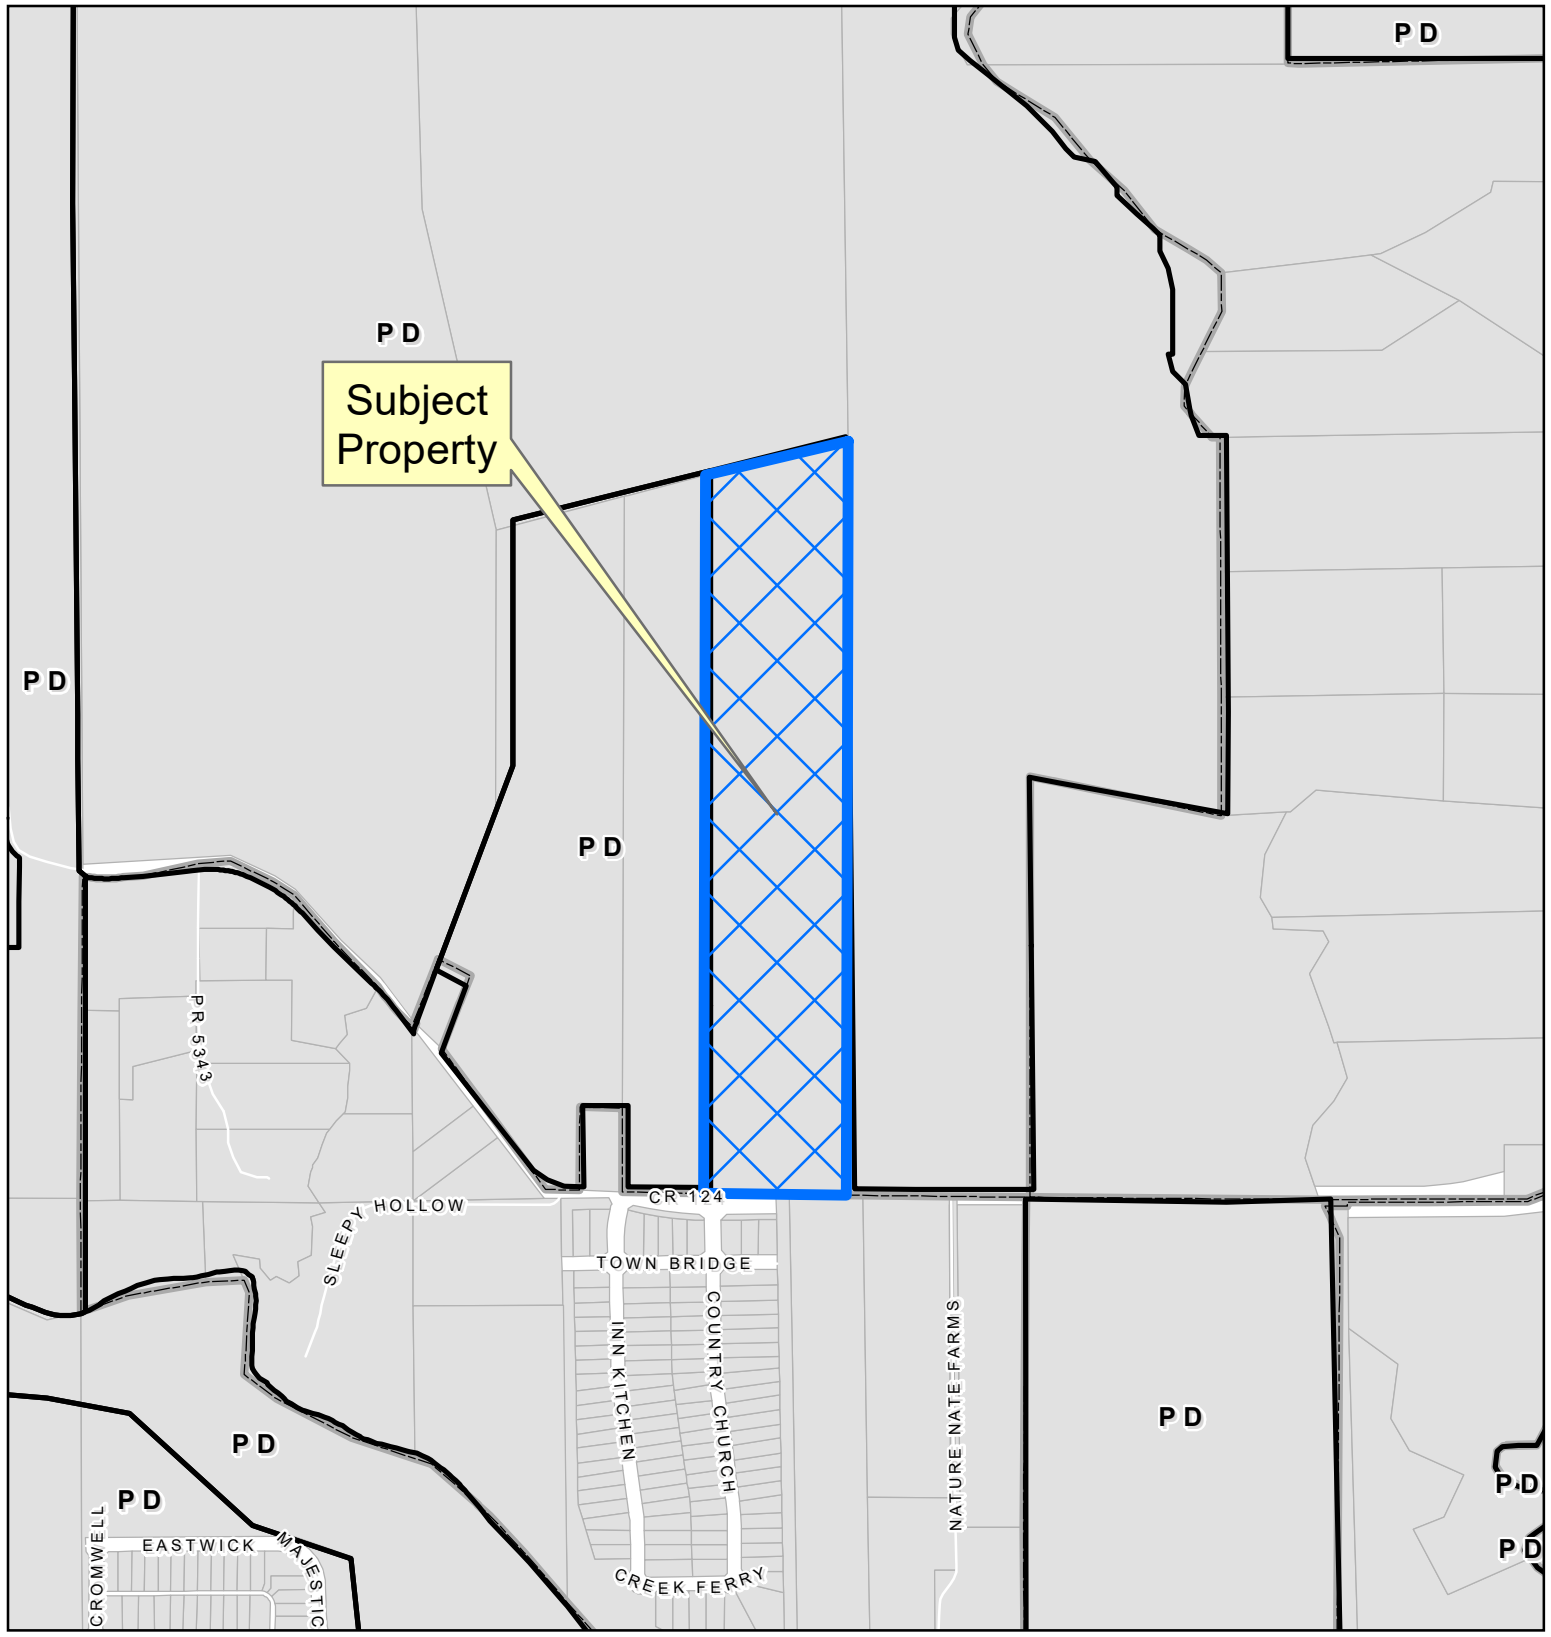 PD
PD
Subject
Property
PD
PD
PR 5343
CR 124
SLEEPY HOLLOW
TOWN BRIDGE
INN KITCHEN
COUNTRY CHURCH
NATURE NATE FARMS
PD
PD
PD
PD
PD
CROMWELL
EASTWICK
MAJESTIC
CREEK FERRY